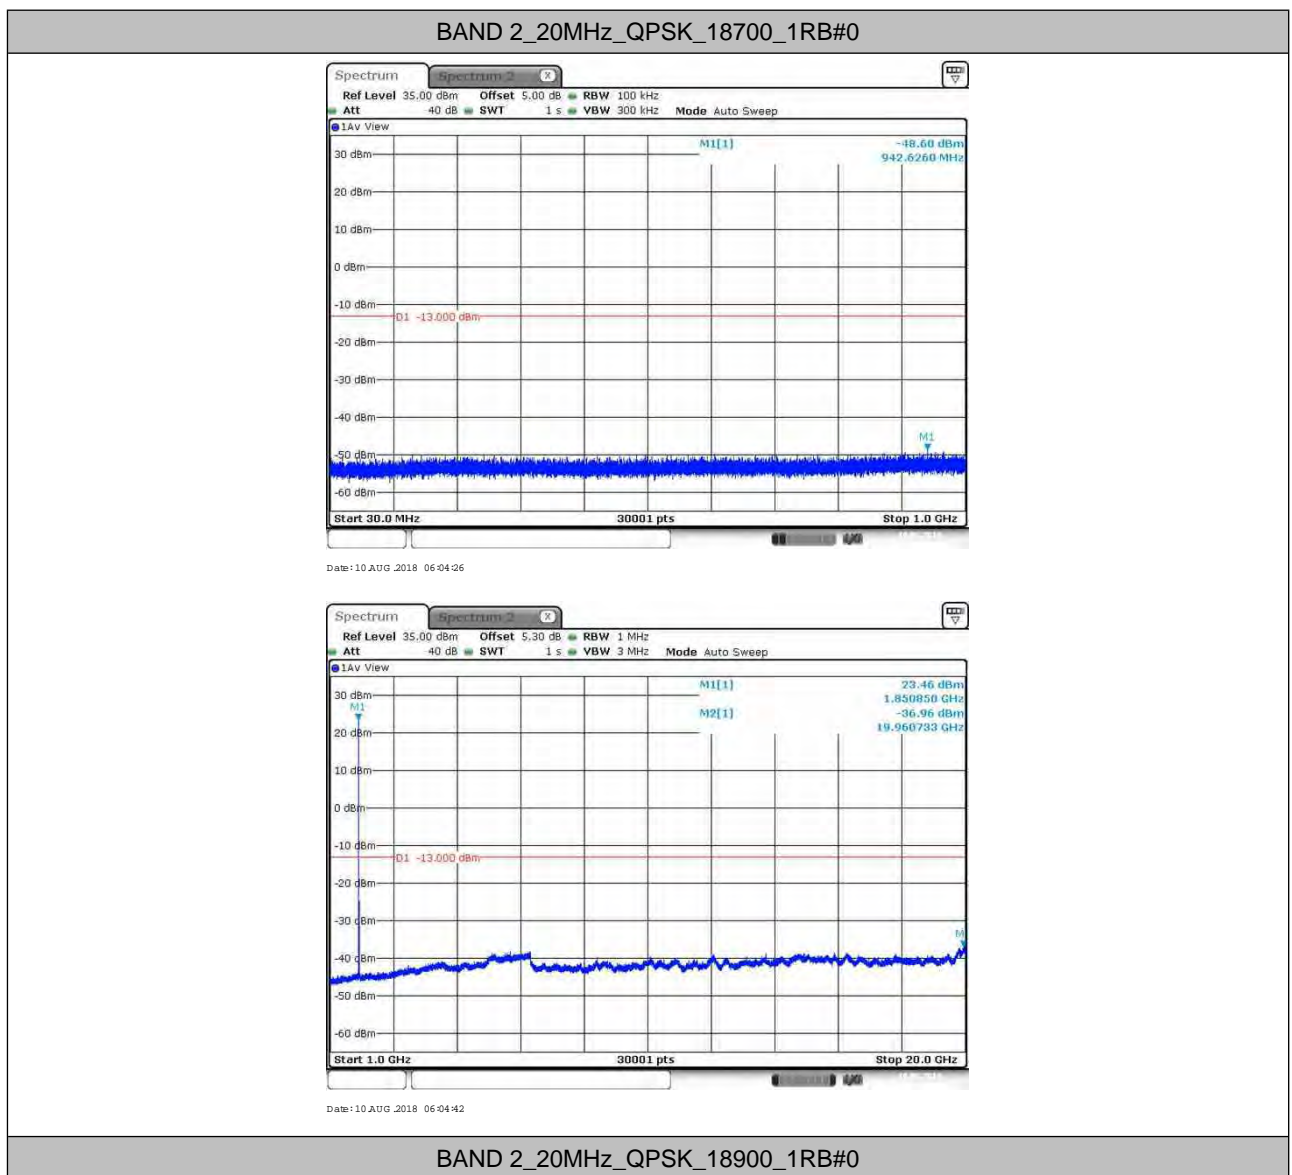 BAND 2_20MHz_QPSK_18700_1RB#0
Spectrum Spectrum 2 X
Ref Level 35.00 dBm Offset 5.00 dB RBW 100 kHz
Att 40 dB SWT 1 s VBW 300 kHz Mode Auto Sweep
1Av View
M1[1] -48.60 dBm
942.6260 MHz
30 dBm
20 dBm
10 dBm
0 dBm
-10 dBm
D1 -13.000 dBm
-20 dBm
-30 dBm
-40 dBm
M1
-50 dBm
-60 dBm
Start 30.0 MHz 30001 pts Stop 1.0 GHz
Date: 10.AUG.2018 06:04:26
Spectrum Spectrum 2 X
Ref Level 35.00 dBm Offset 5.30 dB RBW 1 MHz
Att 40 dB SWT 1 s VBW 3 MHz Mode Auto Sweep
1Av View
M1[1] 23.46 dBm
1.850850 GHz
M2[1] -36.96 dBm
19.960733 GHz
30 dBm
M1
20 dBm
10 dBm
0 dBm
-10 dBm
D1 -13.000 dBm
-20 dBm
-30 dBm
M
-40 dBm
-50 dBm
-60 dBm
Start 1.0 GHz 30001 pts Stop 20.0 GHz
Date: 10.AUG.2018 06:04:42
BAND 2_20MHz_QPSK_18900_1RB#0